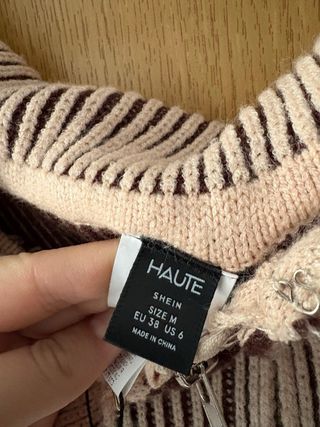 HAUTE
SHEIN
SIZE M
EU 38 US 6
MADE IN CHINA